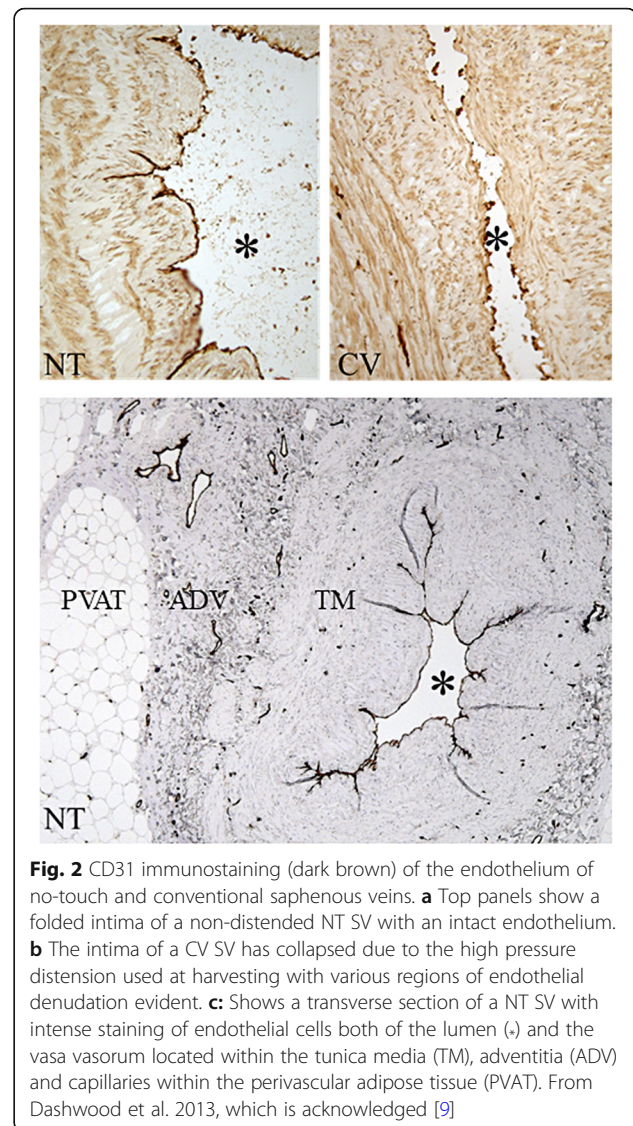 *
*
NT
CV
PVAT
ADV
TM
*
NT
Fig. 2 CD31 immunostaining (dark brown) of the endothelium of
no-touch and conventional saphenous veins. a Top panels show a
folded intima of a non-distended NT SV with an intact endothelium.
b The intima of a CV SV has collapsed due to the high pressure
distension used at harvesting with various regions of endothelial
denudation evident. c: Shows a transverse section of a NT SV with
intense staining of endothelial cells both of the lumen (*) and the
vasa vasorum located within the tunica media (TM), adventitia (ADV)
and capillaries within the perivascular adipose tissue (PVAT). From
Dashwood et al. 2013, which is acknowledged [9]